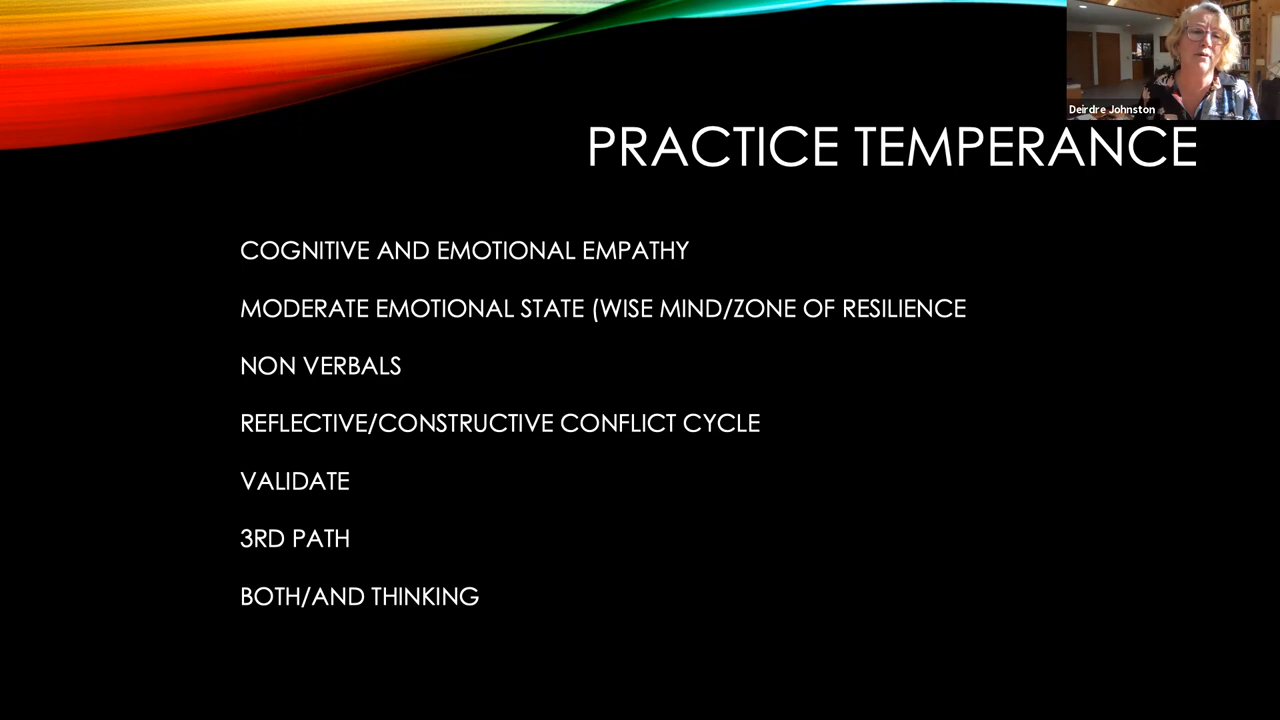 Deirdre Johnston
PRACTICE TEMPERANCE
COGNITIVE AND EMOTIONAL EMPATHY
MODERATE EMOTIONAL STATE (WISE MIND/ZONE OF RESILIENCE
NON VERBALS
REFLECTIVE/CONSTRUCTIVE CONFLICT CYCLE
VALIDATE
3RD PATH
BOTH/AND THINKING